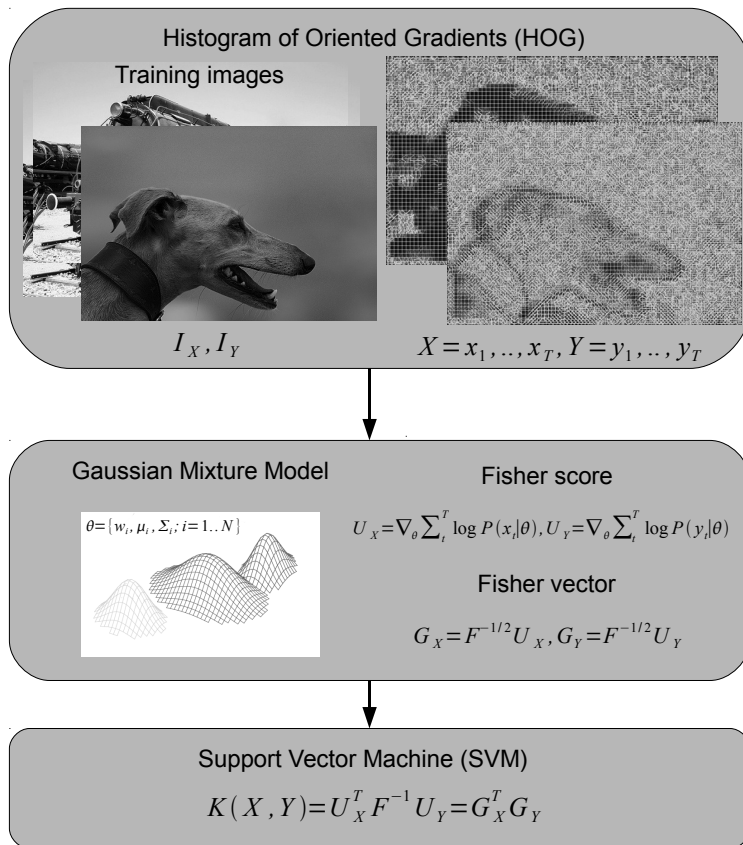 Histogram of Oriented Gradients (HOG)
Training images
I_X , I_Y
X = x_1 , .. , x_T , Y = y_1 , .. , y_T
Gaussian Mixture Model
θ={w_i , μ_i , Σ_i ; i=1.. N}
Fisher score
U_X = ∇_θ ∑_t^T log P(x_t|θ), U_Y = ∇_θ ∑_t^T log P(y_t|θ)
Fisher vector
G_X = F^{-1/2} U_X , G_Y = F^{-1/2} U_Y
Support Vector Machine (SVM)
K(X , Y) = U_X^T F^{-1} U_Y = G_X^T G_Y